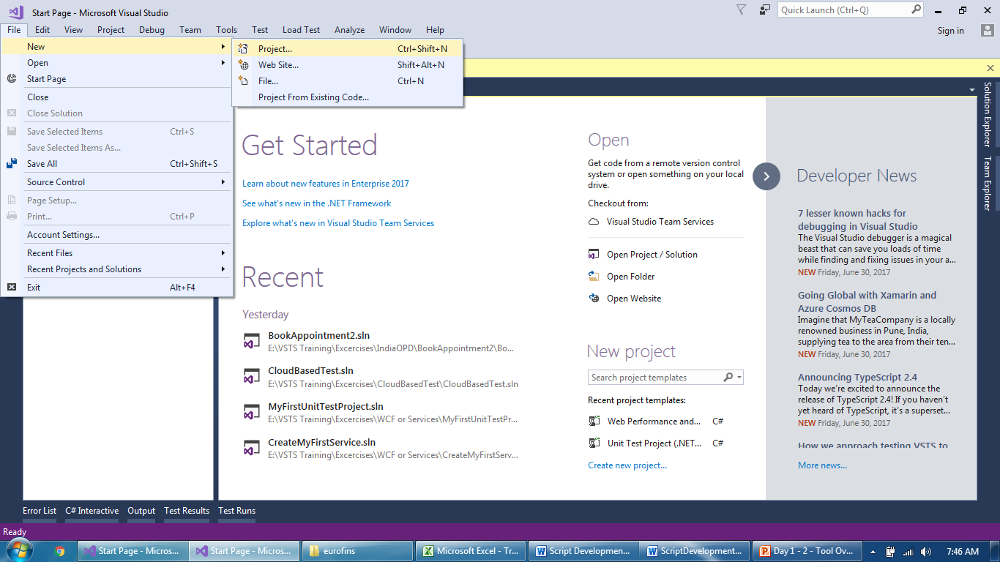 Start Page - Microsoft Visual Studio
Quick Launch (Ctrl+Q)
File Edit View Project Debug Team Tools Test Load Test Analyze Window Help
Sign in
New
Open
Start Page
Close
Close Solution
Save Selected Items Ctrl+S
Save Selected Items As...
Save All Ctrl+Shift+S
Source Control
Page Setup...
Print... Ctrl+P
Account Settings...
Recent Files
Recent Projects and Solutions
Exit Alt+F4
Project... Ctrl+Shift+N
Web Site... Shift+Alt+N
File... Ctrl+N
Project From Existing Code...
Get Started
Learn about new features in Enterprise 2017
See what's new in the .NET Framework
Explore what's new in Visual Studio Team Services
Recent
Yesterday
BookAppointment2.sln
E:\VSTS Training\Excercises\IndiaOPD\BookAppointment2\Bo...
CloudBasedTest.sln
E:\VSTS Training\Excercises\CloudBasedTest\CloudBasedTest.sln
MyFirstUnitTestProject.sln
E:\VSTS Training\Excercises\WCF or Services\MyFirstUnitTestPr...
CreateMyFirstService.sln
E:\VSTS Training\Excercises\WCF or Services\CreateMyFirstServ...
Open
Get code from a remote version control
system or open something on your local
drive.
Checkout from:
Visual Studio Team Services
Open Project / Solution
Open Folder
Open Website
New project
Search project templates
Recent project templates:
Web Performance and... C#
Unit Test Project (.NET... C#
Create new project...
Developer News
7 lesser known hacks for
debugging in Visual Studio
The Visual Studio debugger is a magical
beast that can save you loads of time
while finding and fixing issues in your a...
NEW Friday, June 30, 2017
Going Global with Xamarin and
Azure Cosmos DB
Imagine that MyTeaCompany is a locally
renowned business in Pune, India,
supplying tea to the area from their ten...
NEW Friday, June 30, 2017
Announcing TypeScript 2.4
Today we're excited to announce the
release of TypeScript 2.4! If you haven't
yet heard of TypeScript, it's a superset...
NEW Friday, June 30, 2017
How we approach testing VSTS to
More news...
Solution Explorer
Team Explorer
Error List C# Interactive Output Test Results Test Runs
Ready
Start Page - Micros... Start Page - Micros... eurofins Microsoft Excel - Tr... Script Developmen... ScriptDevelopment... Day 1 - 2 - Tool Ov... 7:46 AM